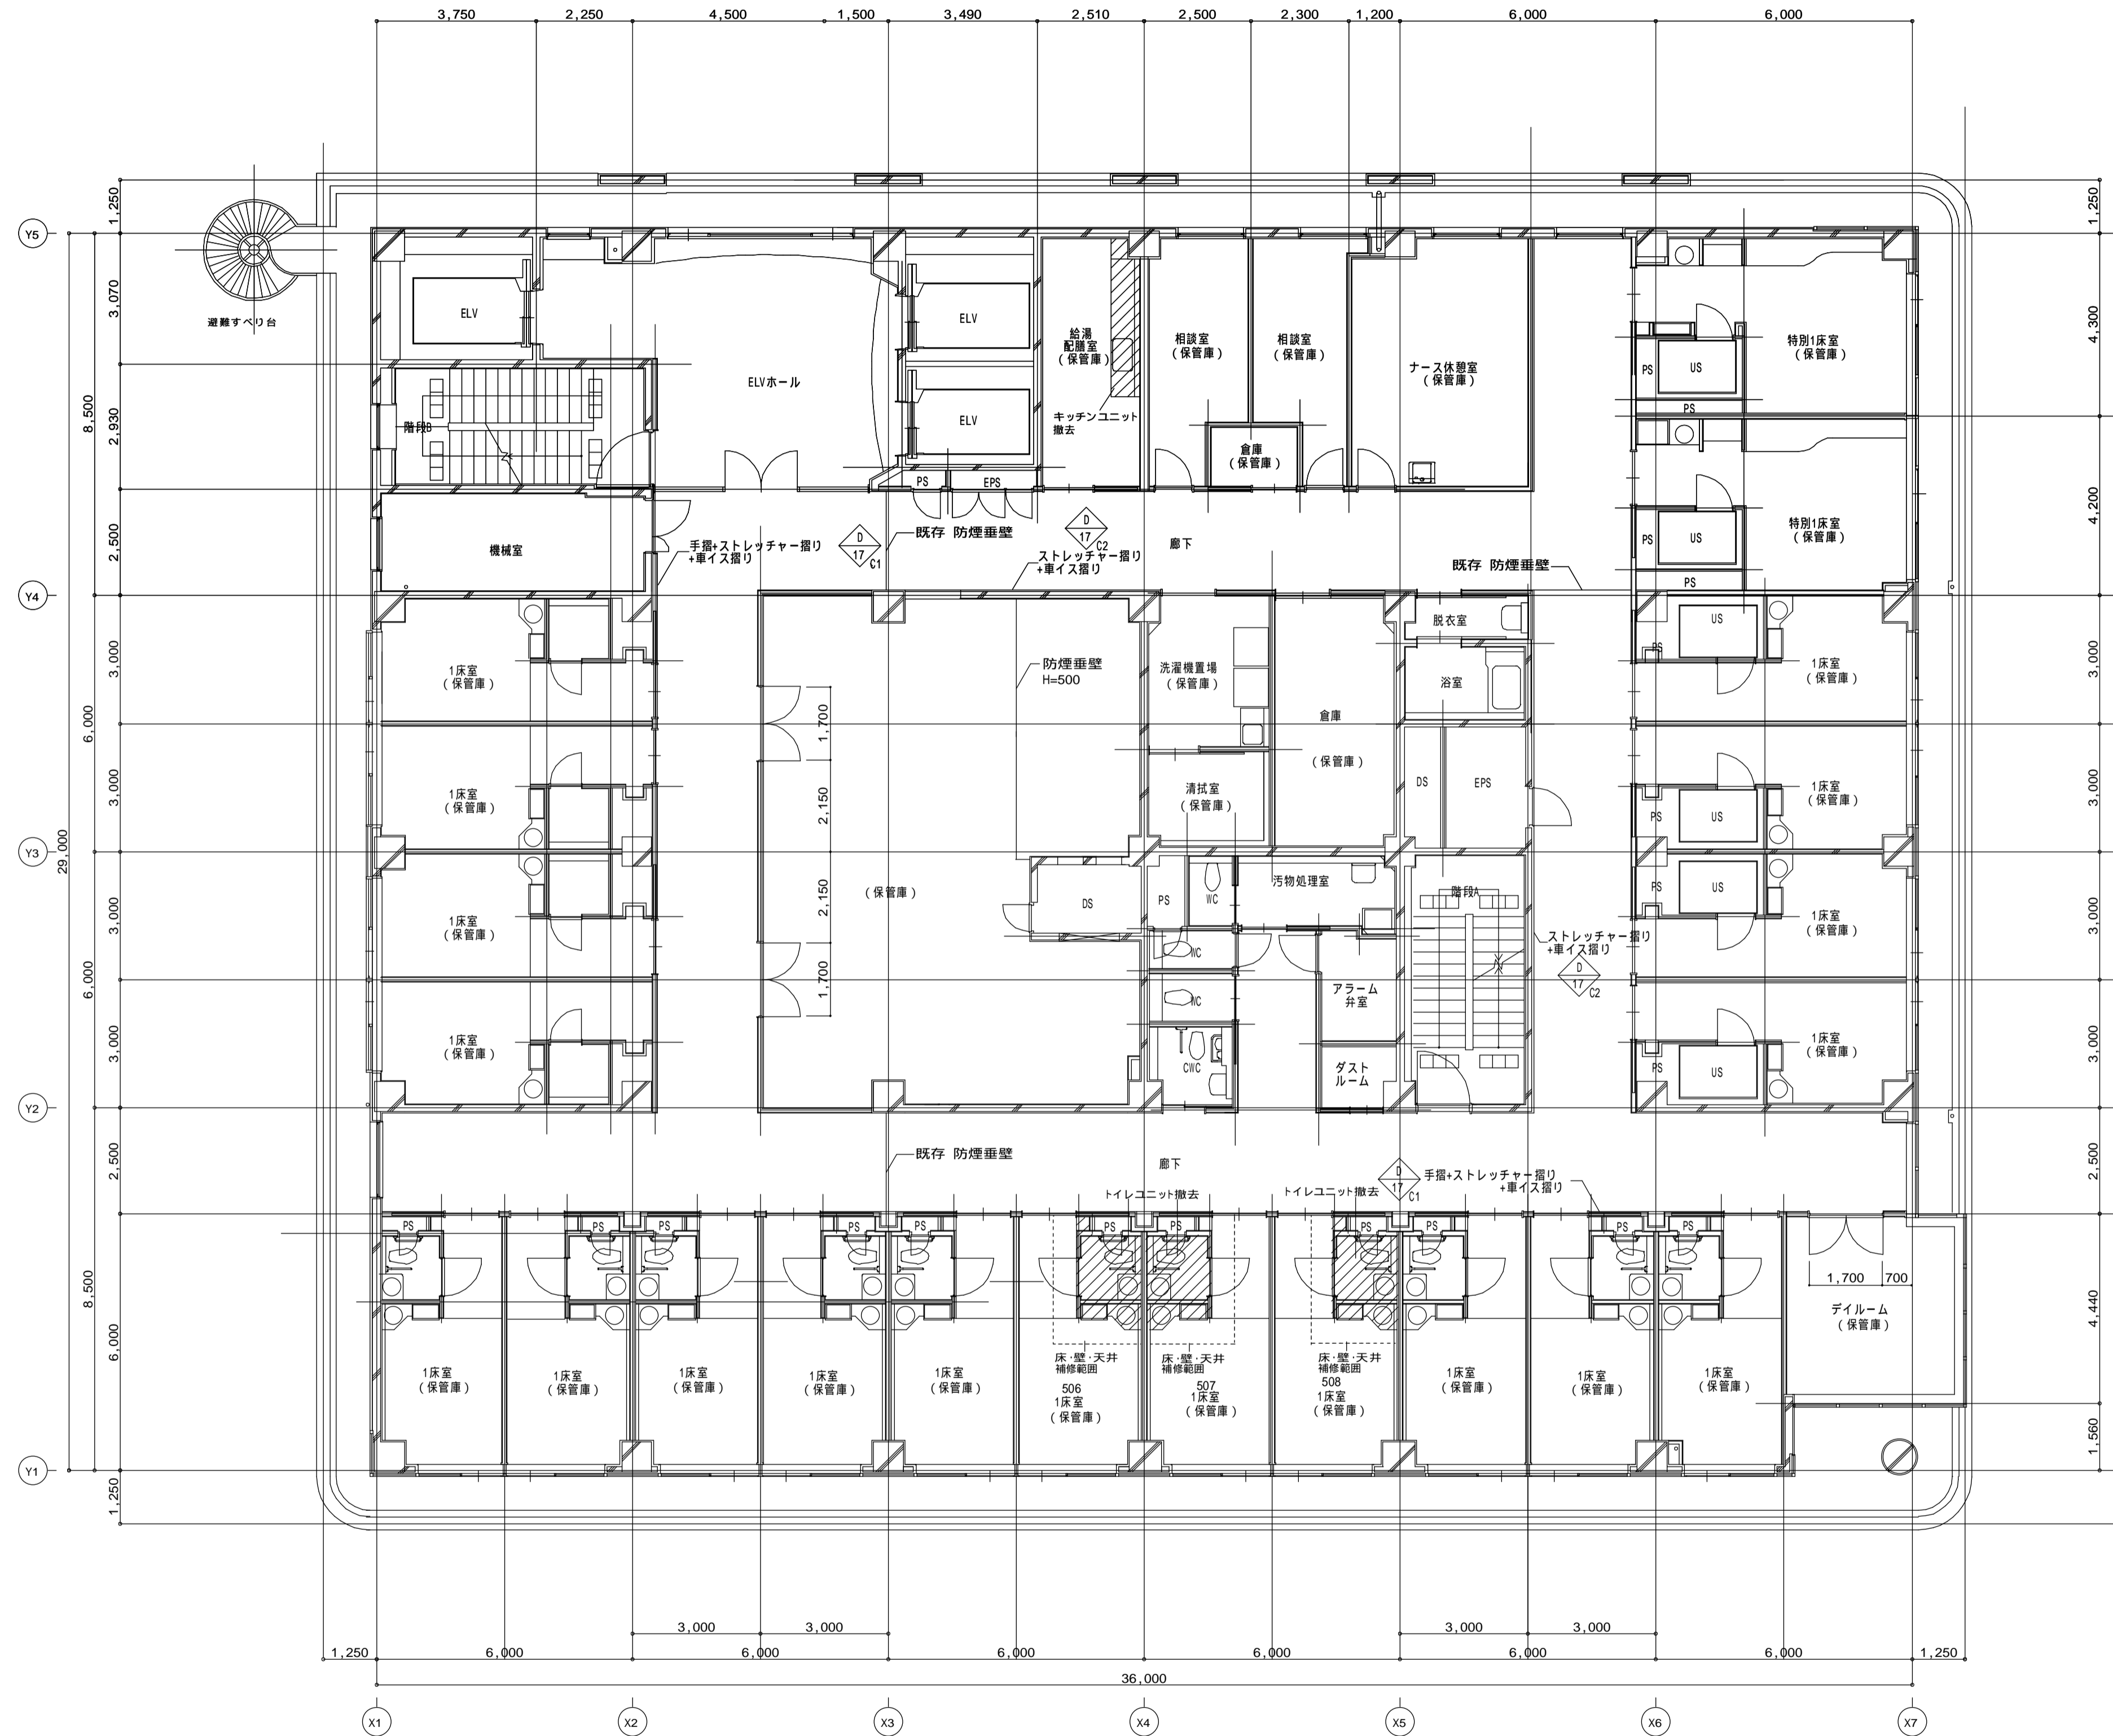 3,750
2,250
4,500
1,500
3,490
2,510
2,500
2,300
1,200
6,000
6,000
1,250
1,250
Y5
避難すべり台
3,070
8,500
2,930
2,500
ELV
ELVホール
ELV
ELV
給湯
配膳室
(保管庫)
キッチンユニット
撤去
相談室
(保管庫)
相談室
(保管庫)
倉庫
(保管庫)
ナース休憩室
(保管庫)
特別1床室
(保管庫)
PS
US
PS
4,300
特別1床室
(保管庫)
PS
US
PS
4,200
階段B
PS
EPS
機械室
手摺+ストレッチャー摺り
+車イス摺り
D
17
C1
既存 防煙垂壁
D
17
C2
ストレッチャー摺り
+車イス摺り
廊下
既存 防煙垂壁
Y4
3,000
6,000
3,000
29,000
1床室
(保管庫)
1床室
(保管庫)
防煙垂壁
H=500
1,700
2,150
洗濯機置場
(保管庫)
清拭室
(保管庫)
倉庫
(保管庫)
脱衣室
浴室
DS
EPS
PS
US
1床室
(保管庫)
PS
US
1床室
(保管庫)
3,000
3,000
Y3
3,000
6,000
3,000
1床室
(保管庫)
1床室
(保管庫)
2,150
1,700
(保管庫)
DS
PS
WC
WC
WC
CWC
汚物処理室
アラーム
弁室
ダスト
ルーム
階段A
ストレッチャー摺り
+車イス摺り
D
17
C2
PS
US
1床室
(保管庫)
PS
US
1床室
(保管庫)
3,000
3,000
Y2
2,500
既存 防煙垂壁
廊下
トイレユニット撤去
トイレユニット撤去
D
17
C1
手摺+ストレッチャー摺り
+車イス摺り
2,500
8,500
6,000
PS
PS
PS
PS
PS
PS
PS
PS
PS
PS
PS
1,700
700
デイルーム
(保管庫)
4,440
1,560
1床室
(保管庫)
1床室
(保管庫)
1床室
(保管庫)
1床室
(保管庫)
1床室
(保管庫)
床・壁・天井
補修範囲
506
1床室
(保管庫)
床・壁・天井
補修範囲
507
1床室
(保管庫)
床・壁・天井
補修範囲
508
1床室
(保管庫)
1床室
(保管庫)
1床室
(保管庫)
1床室
(保管庫)
Y1
1,250
3,000
3,000
3,000
3,000
1,250
6,000
6,000
6,000
6,000
6,000
6,000
1,250
36,000
X1
X2
X3
X4
X5
X6
X7